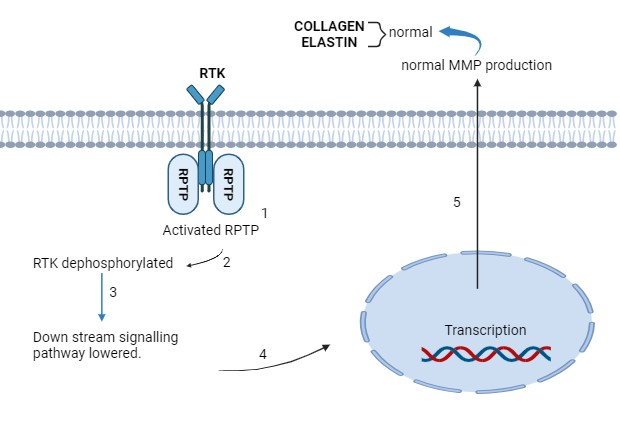 COLLAGEN
ELASTIN
normal
normal MMP production
RTK
RPTP
RPTP
1
Activated RPTP
2
RTK dephosphorylated
3
Down stream signalling
pathway lowered.
4
5
Transcription